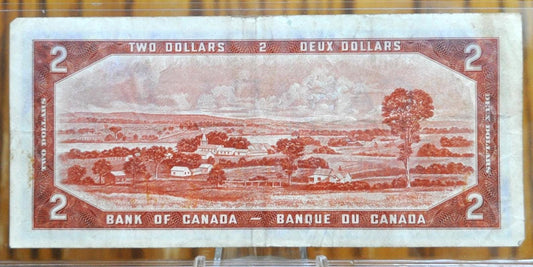 TWO DOLLARS 2 DEUX DOLLARS
2 2
TWO DOLLARS
DEUX DOLLARS
2 2
BANK OF CANADA — BANQUE DU CANADA